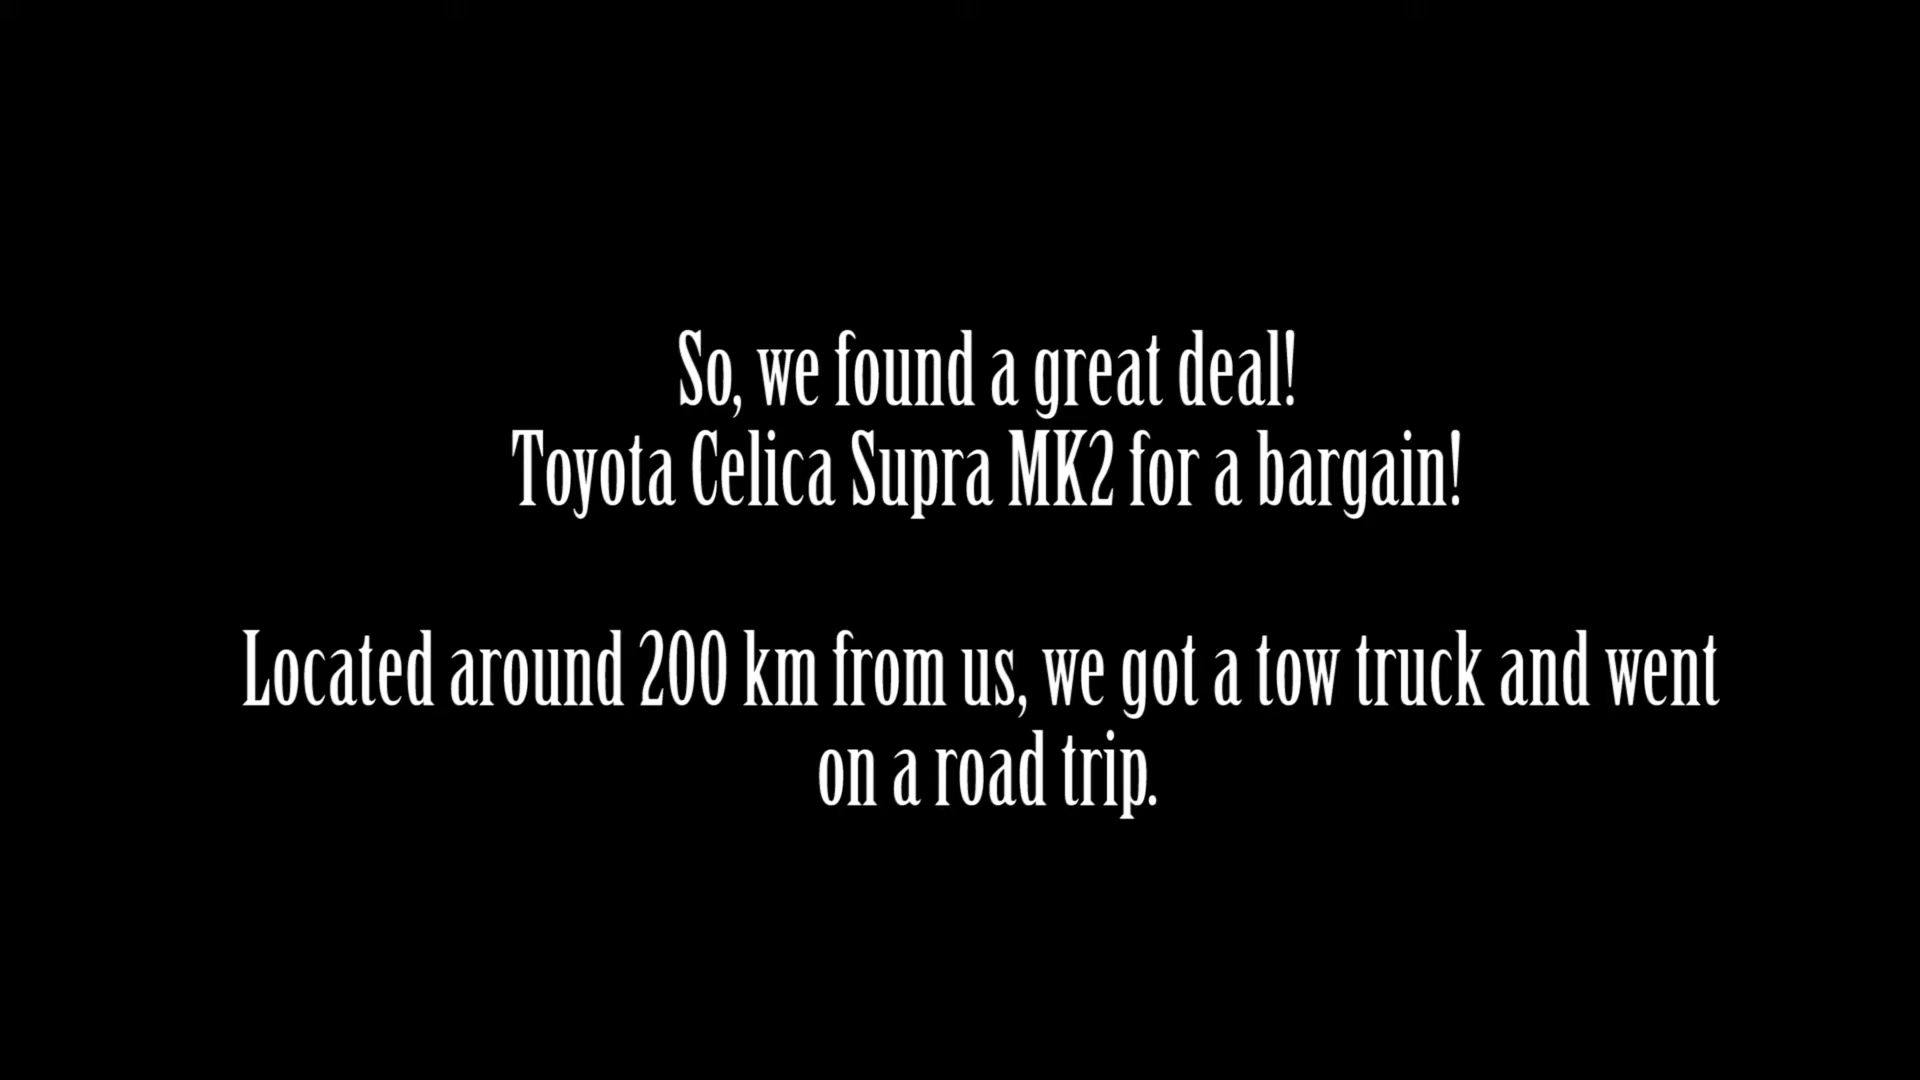 So, we found a great deal!
Toyota Celica Supra MK2 for a bargain!
Located around 200 km from us, we got a tow truck and went
on a road trip.